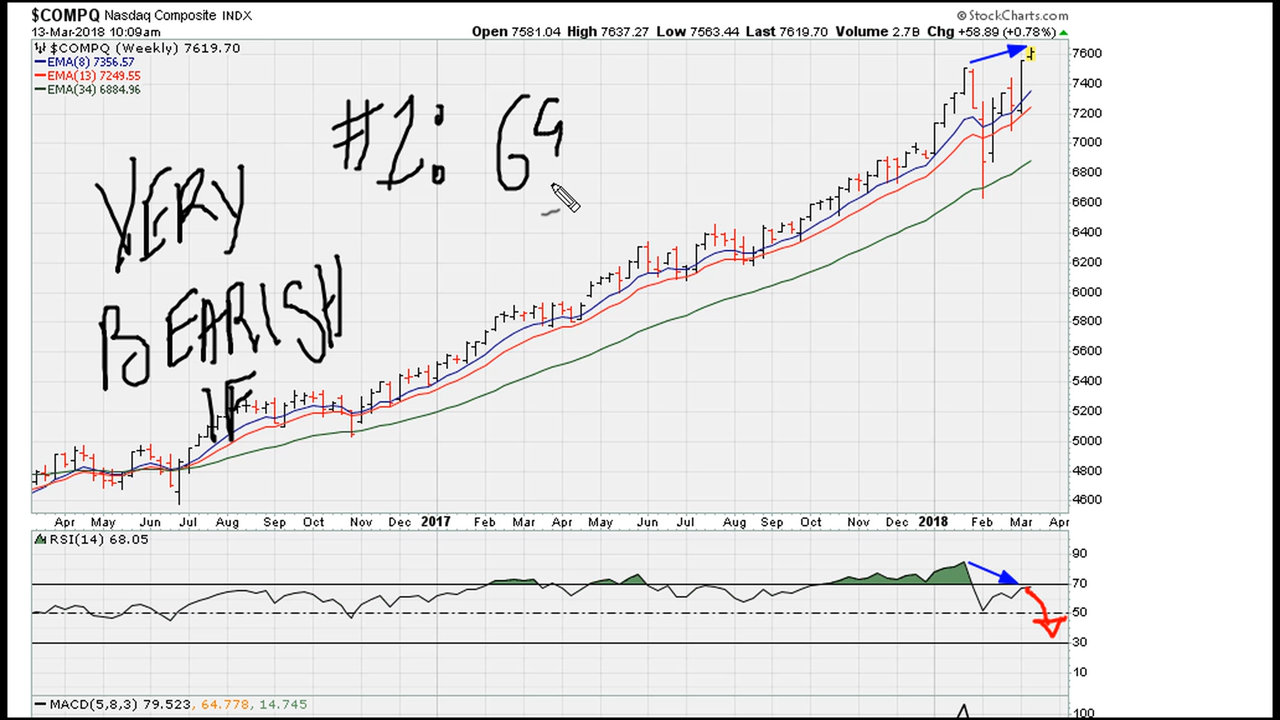 $COMPQ Nasdaq Composite INDX
© StockCharts.com
13-Mar-2018 10:09am
Open 7581.04 High 7637.27 Low 7563.44 Last 7619.70 Volume 2.7B Chg +58.89 (+0.78%)
$COMPQ (Weekly) 7619.70
EMA(8) 7356.57
EMA(13) 7249.55
EMA(34) 6884.96
#1: 69
VERY
BEARISH
IF
7600
7400
7200
7000
6800
6600
6400
6200
6000
5800
5600
5400
5200
5000
4800
4600
Apr May Jun Jul Aug Sep Oct Nov Dec 2017 Feb Mar Apr May Jun Jul Aug Sep Oct Nov Dec 2018 Feb Mar Apr
RSI(14) 68.05
90
70
50
30
10
MACD(5,8,3) 79.523, 64.778, 14.745
100